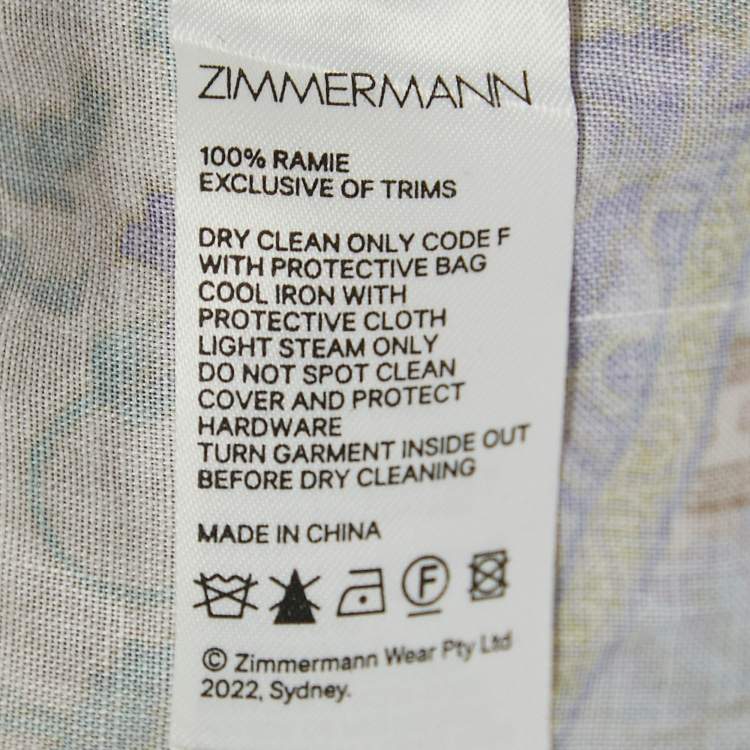 ZIMMERMANN
100% RAMIE
EXCLUSIVE OF TRIMS
DRY CLEAN ONLY CODE F
WITH PROTECTIVE BAG
COOL IRON WITH
PROTECTIVE CLOTH
LIGHT STEAM ONLY
DO NOT SPOT CLEAN
COVER AND PROTECT
HARDWARE
TURN GARMENT INSIDE OUT
BEFORE DRY CLEANING
MADE IN CHINA
F
© Zimmermann Wear Pty Ltd
2022, Sydney.